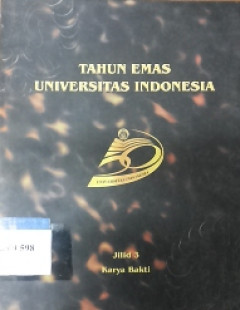 TAHUN EMAS
UNIVERSITAS INDONESIA
Jilid 3
Karya Bakti